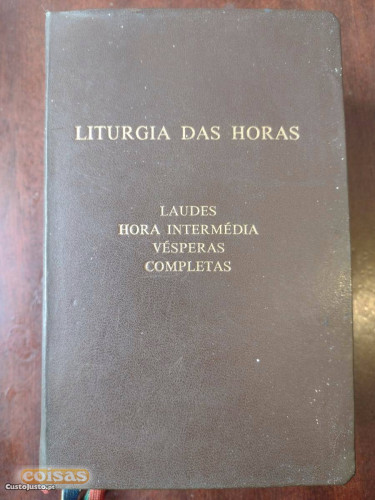 LITURGIA DAS HORAS
LAUDES
HORA INTERMÉDIA
VÉSPERAS
COMPLETAS
coisas
CustoJusto.pt